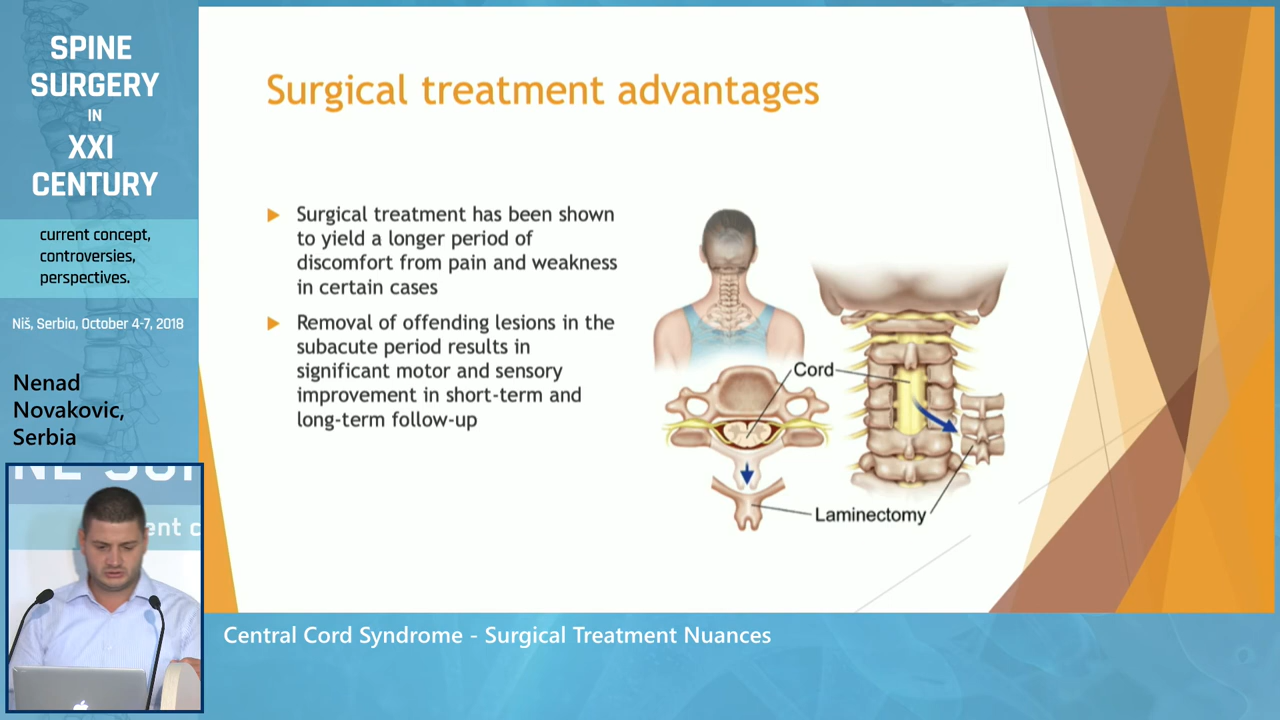 SPINE
SURGERY
IN
XXI
CENTURY
current concept,
controversies,
perspectives.
Niš, Serbia, October 4-7, 2018
Nenad
Novakovic,
Serbia
NE SUR
ent c
Surgical treatment advantages
Surgical treatment has been shown
to yield a longer period of
discomfort from pain and weakness
in certain cases
Removal of offending lesions in the
subacute period results in
significant motor and sensory
improvement in short-term and
long-term follow-up
Cord
Laminectomy
Central Cord Syndrome - Surgical Treatment Nuances